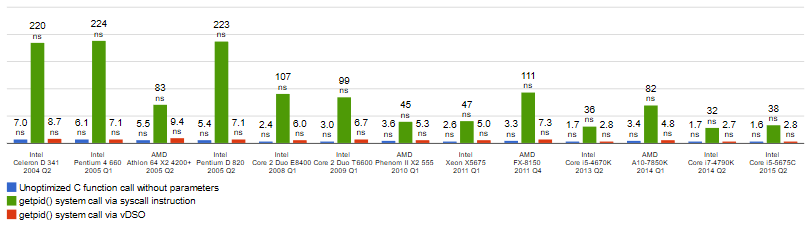 220 ns
224 ns
83 ns
223 ns
107 ns
99 ns
45 ns
47 ns
111 ns
36 ns
82 ns
32 ns
38 ns
7.0 ns 8.7 ns
6.1 ns 7.1 ns
5.5 ns 9.4 ns
5.4 ns 7.1 ns
2.4 ns 6.0 ns
3.0 ns 6.7 ns
3.6 ns 5.3 ns
2.6 ns 5.0 ns
3.3 ns 7.3 ns
1.7 ns 2.8 ns
3.4 ns 4.8 ns
1.7 ns 2.7 ns
1.6 ns 2.8 ns
Intel
Celeron D 341
2004 Q2
Intel
Pentium 4 660
2005 Q1
AMD
Athlon 64 X2 4200+
2005 Q2
Intel
Pentium D 820
2005 Q2
Intel
Core 2 Duo E8400
2008 Q1
Intel
Core 2 Duo T6600
2009 Q1
AMD
Phenom II X2 555
2010 Q1
Intel
Xeon X5675
2011 Q1
AMD
FX-8150
2011 Q4
Intel
Core i5-4670K
2013 Q2
AMD
A10-7850K
2014 Q1
Intel
Core i7-4790K
2014 Q2
Intel
Core i5-5675C
2015 Q2
Unoptimized C function call without parameters
getpid() system call via syscall instruction
getpid() system call via vDSO